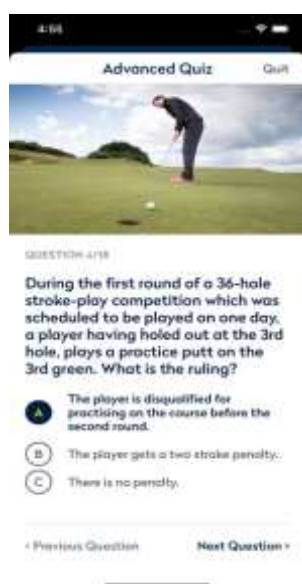 4:56
Advanced Quiz
Quit
QUESTION 4/18
During the first round of a 36-hole
stroke-play competition which was
scheduled to be played on one day,
a player having holed out at the 3rd
hole, plays a practice putt on the
3rd green. What is the ruling?
A
The player is disqualified for
practising on the course before the
second round.
B
The player gets a two stroke penalty.
C
There is no penalty.
‹ Previous Question
Next Question ›